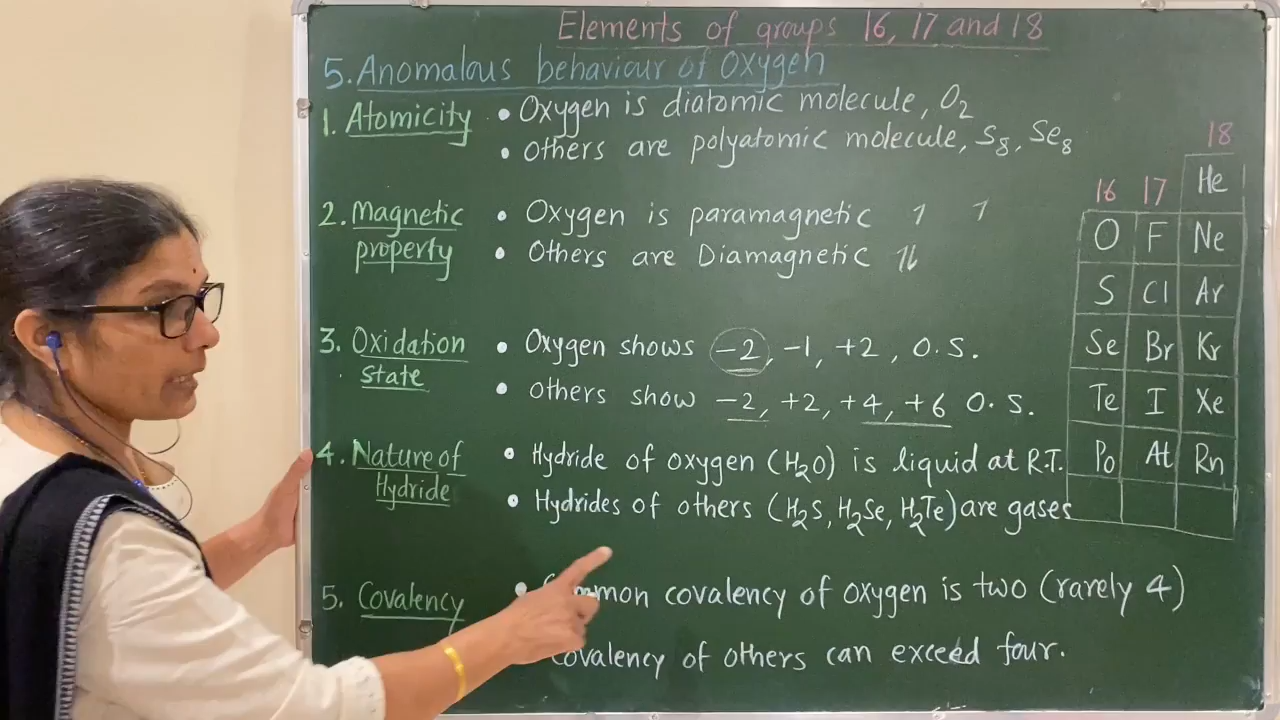 Elements of groups 16, 17 and 18
5. Anomalous behaviour of Oxygen
1. Atomicity • Oxygen is diatomic molecule, O₂
• Others are polyatomic molecule, S₈, Se₈
2. Magnetic property • Oxygen is paramagnetic 1 1
• Others are Diamagnetic 1l
3. Oxidation state • Oxygen shows -2, -1, +2, O.S.
• Others show -2, +2, +4, +6 O.S.
4. Nature of Hydride • Hydride of oxygen (H₂O) is liquid at R.T.
• Hydrides of others (H₂S, H₂Se, H₂Te) are gases
5. Covalency • Common covalency of oxygen is two (rarely 4)
Covalency of others can exceed four.
18
16 17 He
O F Ne
S Cl Ar
Se Br Kr
Te I Xe
Po At Rn